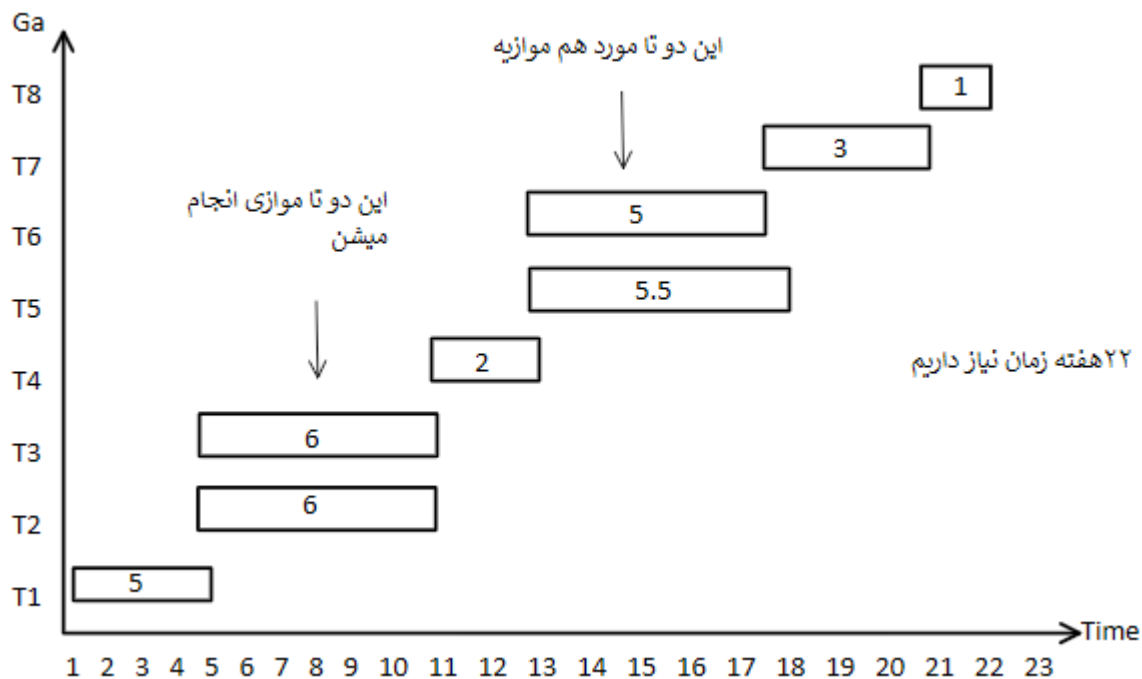 Ga
این دو تا مورد هم موازیه
T8
1
T7
3
این دو تا موازی انجام
میشن
T6
5
T5
5.5
T4
2
۲۲هفته زمان نیاز داریم
T3
6
T2
6
T1
5
Time
1 2 3 4 5 6 7 8 9 10 11 12 13 14 15 16 17 18 19 20 21 22 23